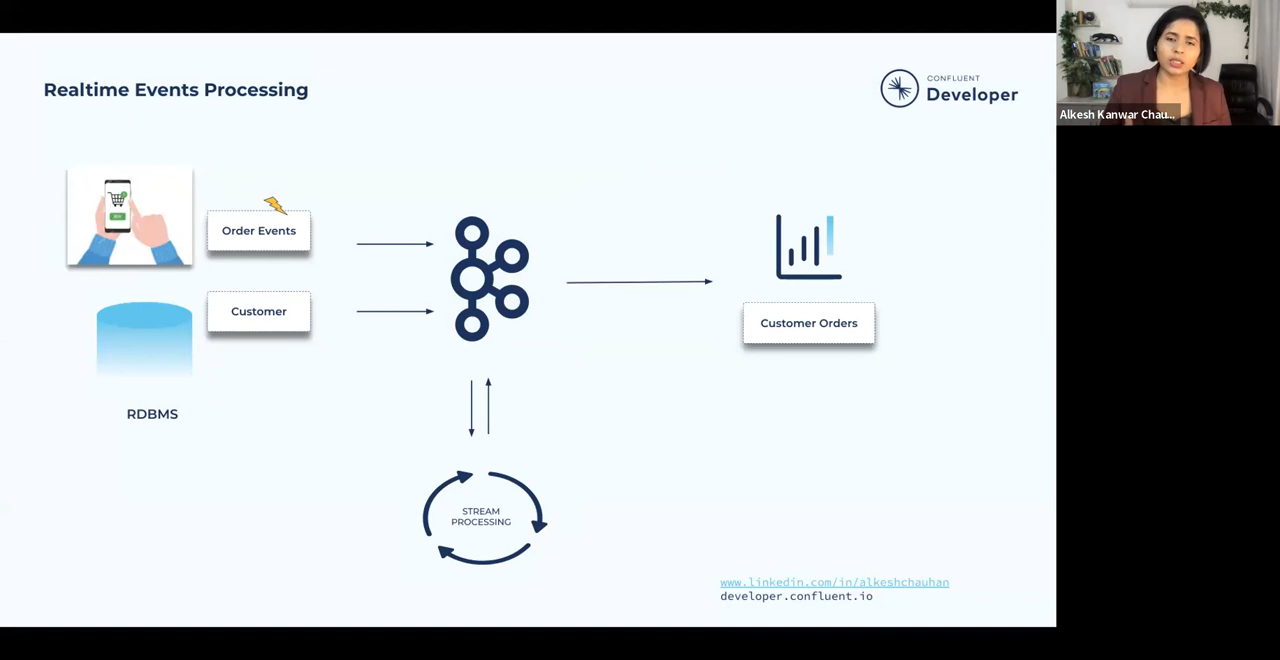 Realtime Events Processing
CONFLUENT
Developer
Alkesh Kanwar Chau...
Order Events
Customer
Customer Orders
RDBMS
STREAM
PROCESSING
www.linkedin.com/in/alkeshchauhan
developer.confluent.io